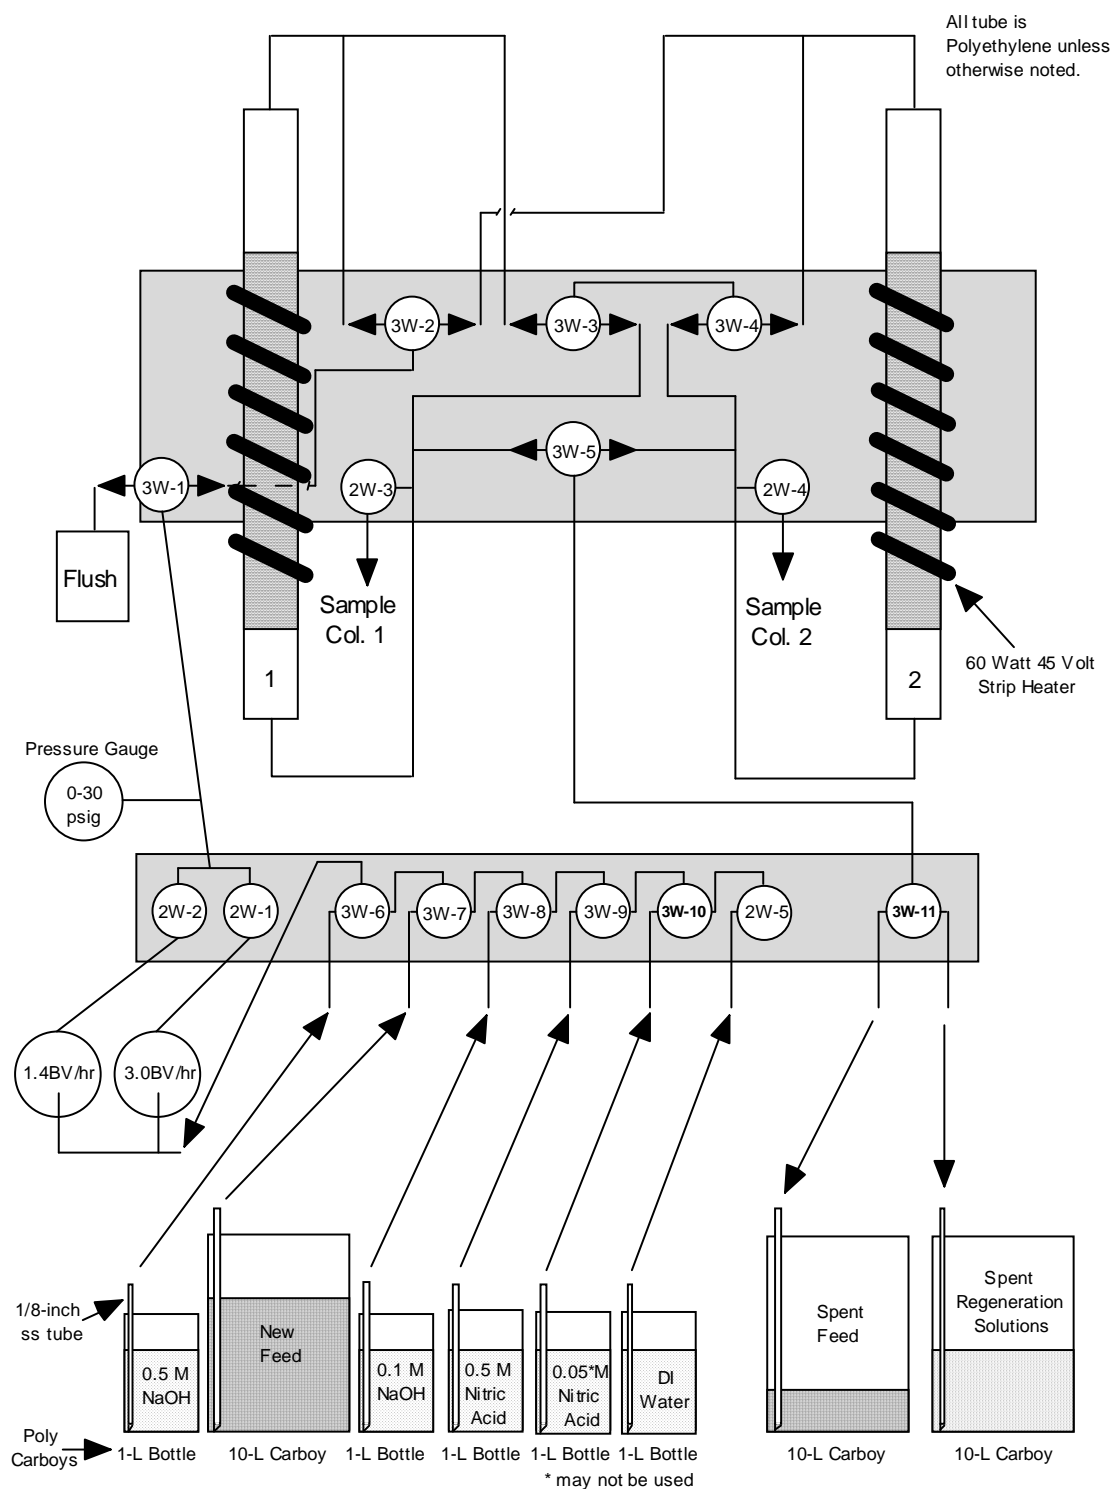 All tube is
Polyethylene unless
otherwise noted.
3W-2
3W-3
3W-4
3W-5
3W-1
2W-3
2W-4
Flush
Sample
Col. 1
Sample
Col. 2
60 Watt 45 Volt
Strip Heater
1
2
Pressure Gauge
0-30
psig
2W-2
2W-1
3W-6
3W-7
3W-8
3W-9
3W-10
2W-5
3W-11
1.4BV/hr
3.0BV/hr
1/8-inch
ss tube
0.5 M
NaOH
New
Feed
0.1 M
NaOH
0.5 M
Nitric
Acid
0.05*M
Nitric
Acid
DI
Water
Spent
Feed
Spent
Regeneration
Solutions
Poly
Carboys
1-L Bottle
10-L Carboy
1-L Bottle
1-L Bottle
1-L Bottle
1-L Bottle
10-L Carboy
10-L Carboy
* may not be used